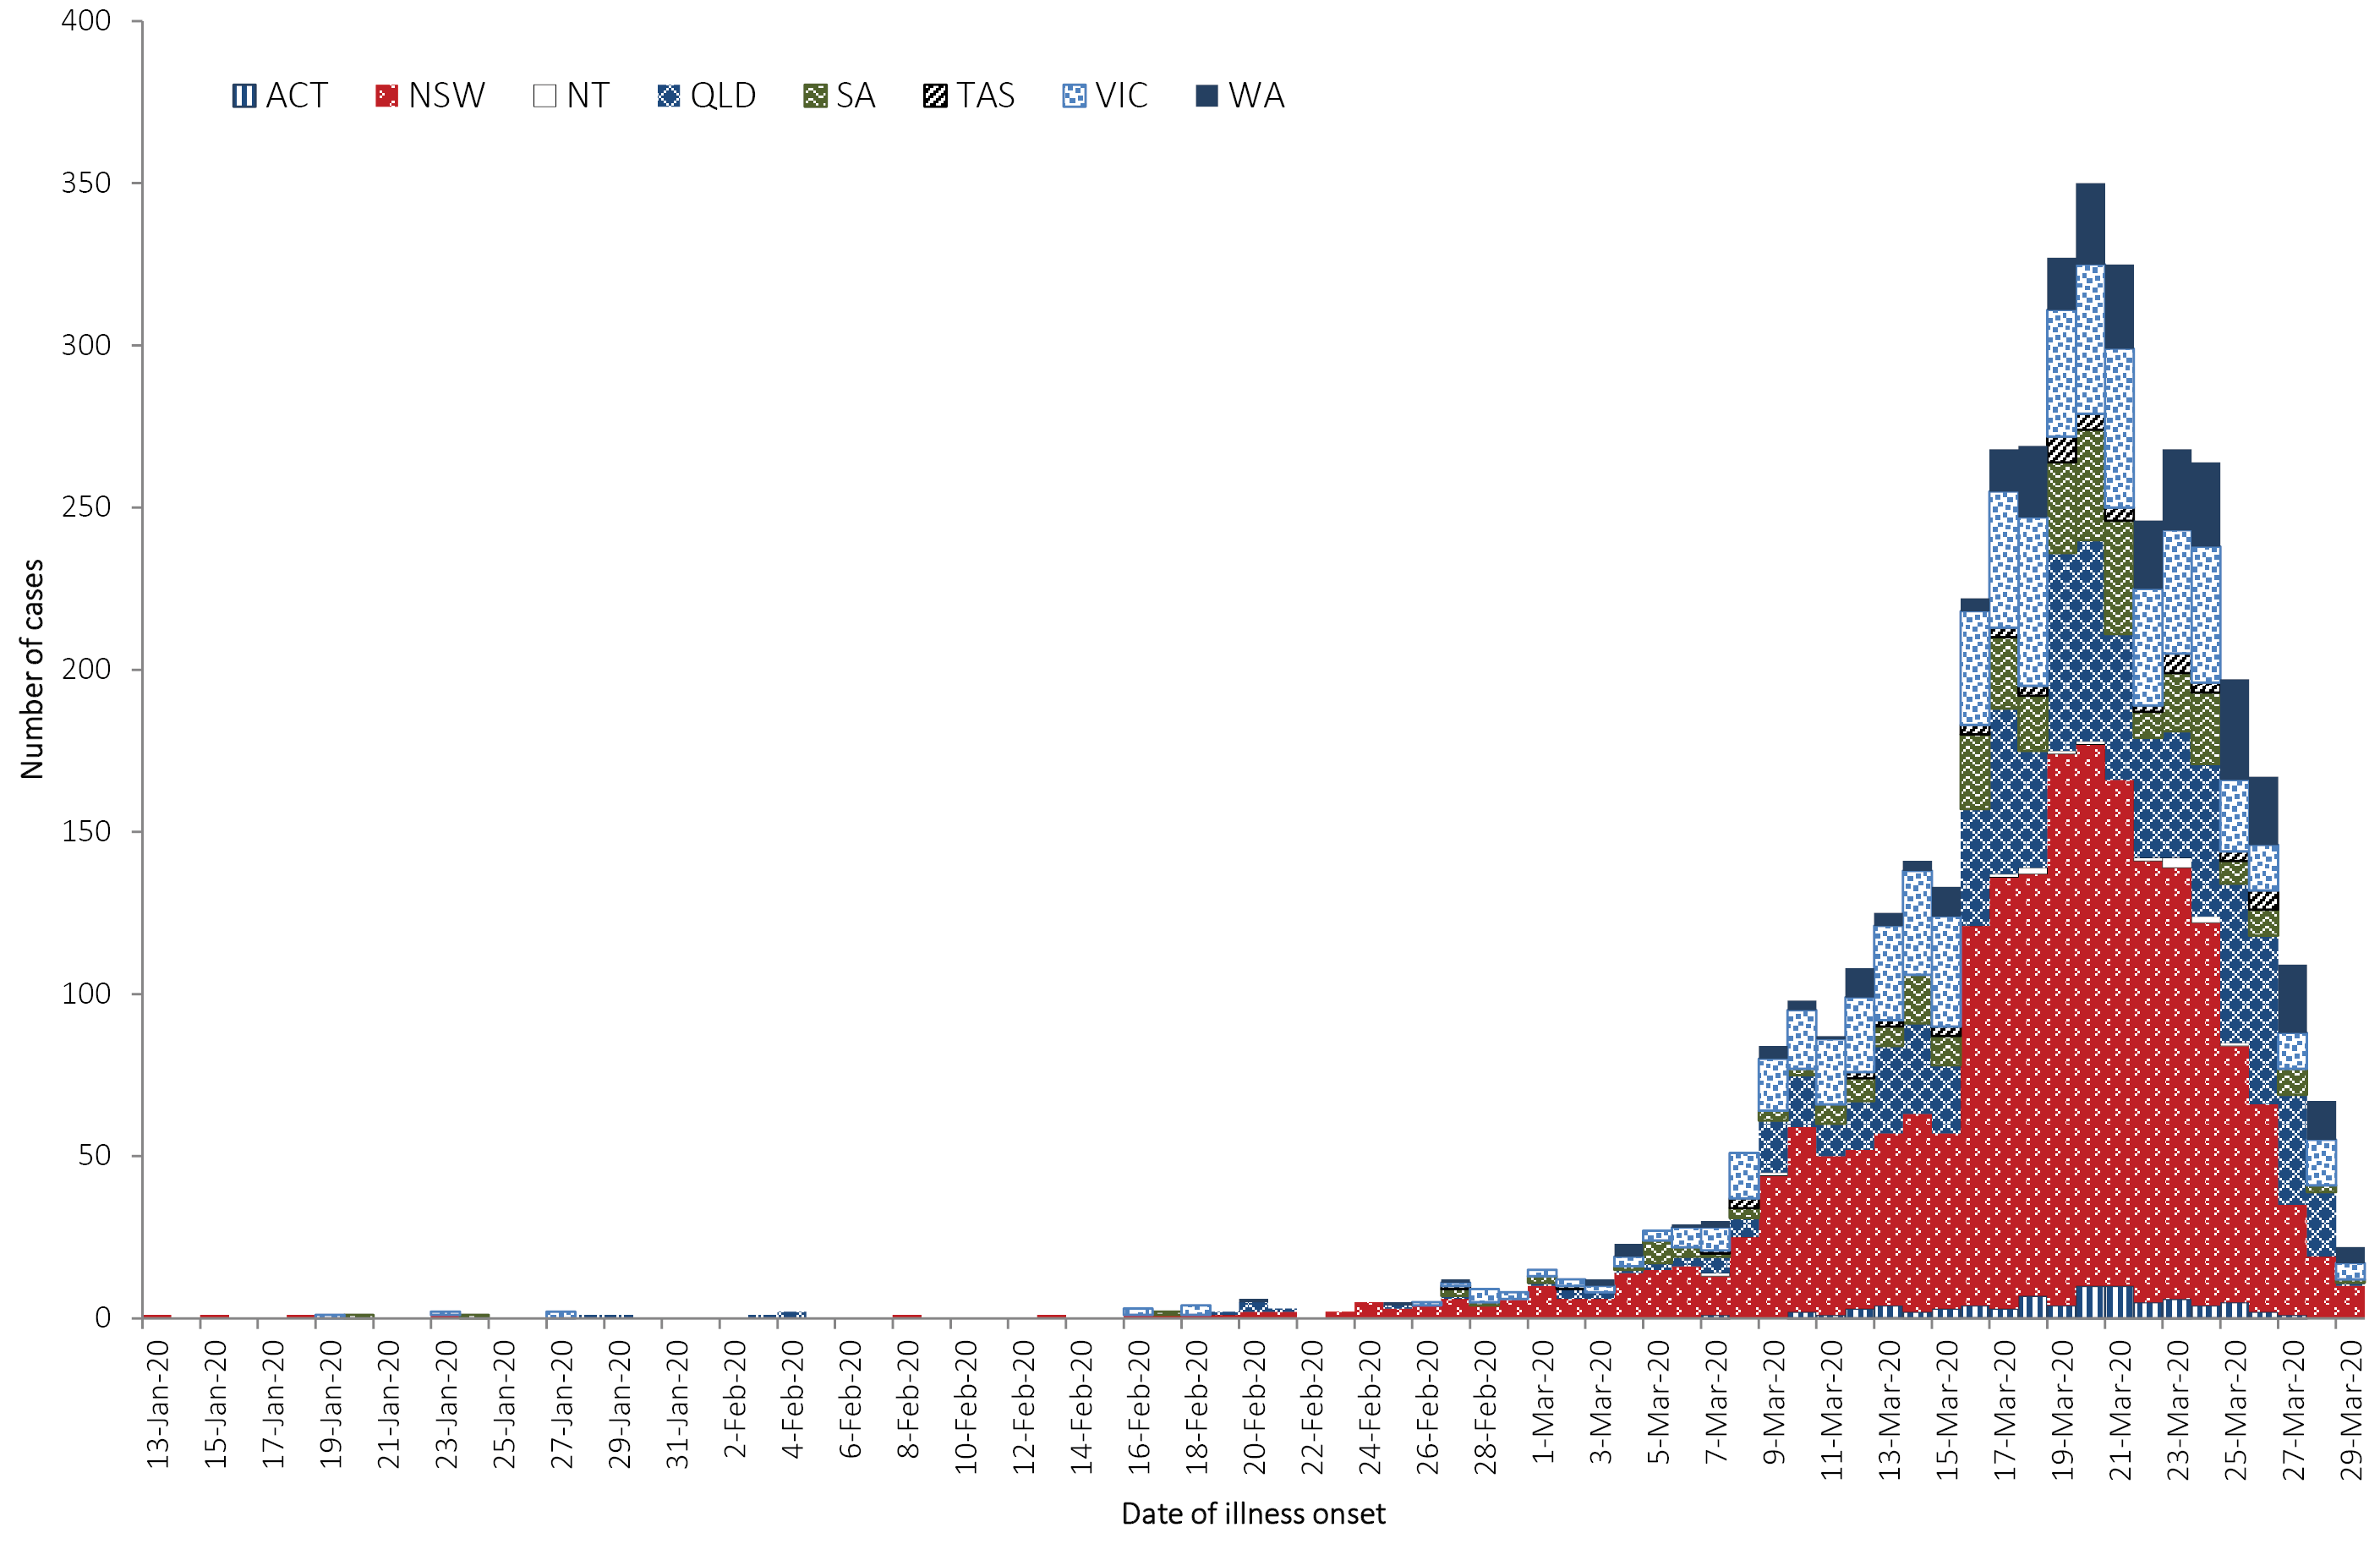 400
350
300
250
200
150
100
50
0
Number of cases
ACT NSW NT QLD SA TAS VIC WA
13-Jan-20
15-Jan-20
17-Jan-20
19-Jan-20
21-Jan-20
23-Jan-20
25-Jan-20
27-Jan-20
29-Jan-20
31-Jan-20
2-Feb-20
4-Feb-20
6-Feb-20
8-Feb-20
10-Feb-20
12-Feb-20
14-Feb-20
16-Feb-20
18-Feb-20
20-Feb-20
22-Feb-20
24-Feb-20
26-Feb-20
28-Feb-20
1-Mar-20
3-Mar-20
5-Mar-20
7-Mar-20
9-Mar-20
11-Mar-20
13-Mar-20
15-Mar-20
17-Mar-20
19-Mar-20
21-Mar-20
23-Mar-20
25-Mar-20
27-Mar-20
29-Mar-20
Date of illness onset